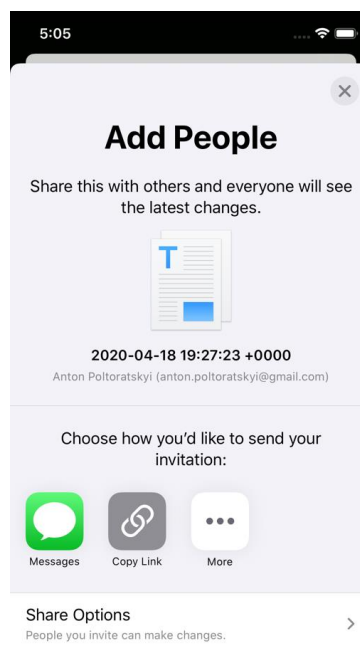 5:05
Add People
Share this with others and everyone will see
the latest changes.
T
2020-04-18 19:27:23 +0000
Anton Poltoratskyi (anton.poltoratskyi@gmail.com)
Choose how you'd like to send your
invitation:
Messages
Copy Link
More
Share Options
People you invite can make changes.